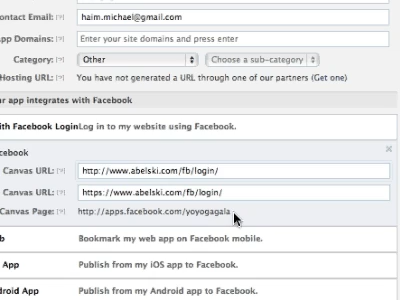 ontact Email: [?] haim.michael@gmail.com
pp Domains: Enter your site domains and press enter
Category: [?] Other Choose a sub-category
Hosting URL: [?] You have not generated a URL through one of our partners (Get one)
ur app integrates with Facebook
ith Facebook Login Log in to my website using Facebook.
cebook
Canvas URL: [?] http://www.abelski.com/fb/login/
Canvas URL: [?] https://www.abelski.com/fb/login/
Canvas Page: [?] http://apps.facebook.com/yoyogagala
b Bookmark my web app on Facebook mobile.
App Publish from my iOS app to Facebook.
droid App Publish from my Android app to Facebook.